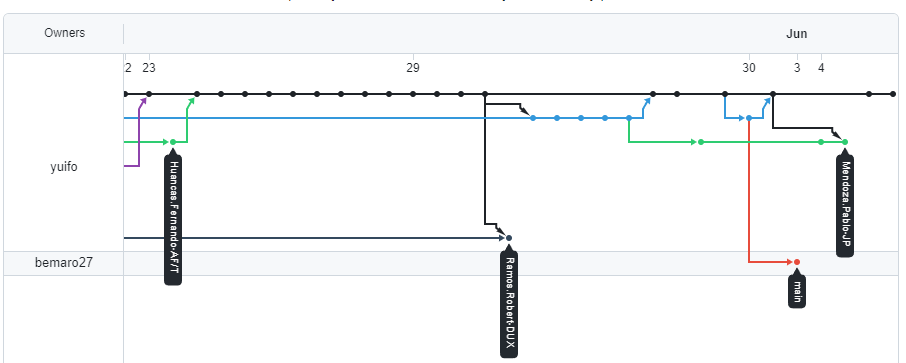 Owners
Jun
2 23 29 30 3 4
yuifo
Huancas.Fernando-AF/T
Mendoza.Pablo-JP
bemaro27
Ramos.Robert-DUX
main